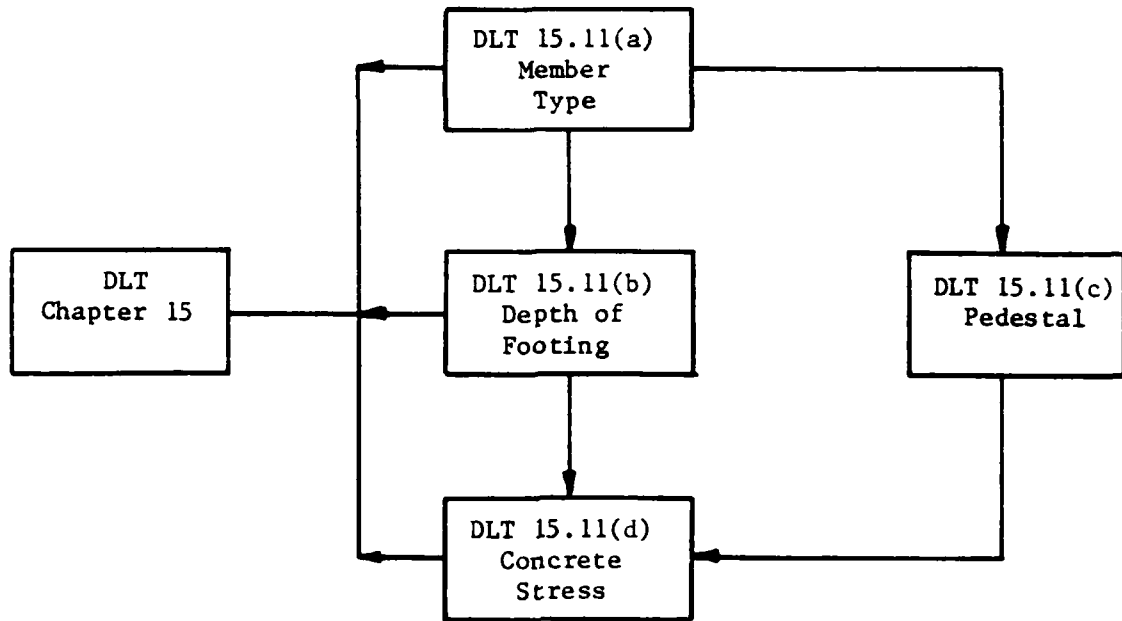 DLT 15.11(a)
Member
Type
DLT
Chapter 15
DLT 15.11(b)
Depth of
Footing
DLT 15.11(c)
Pedestal
DLT 15.11(d)
Concrete
Stress